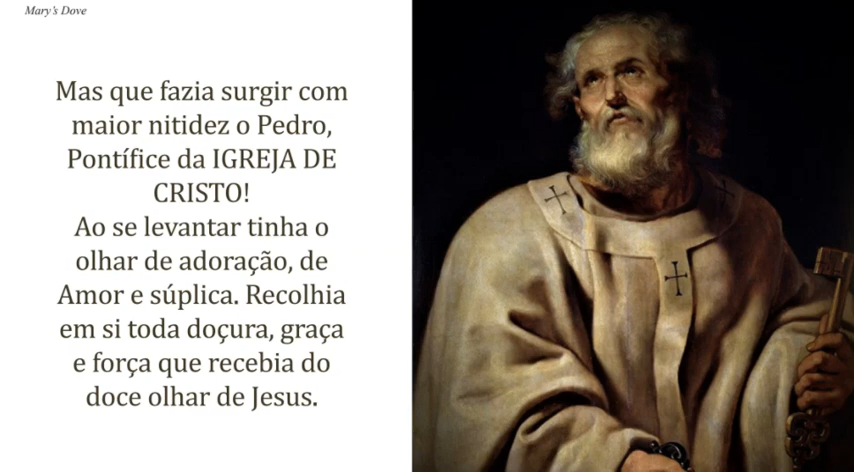 Mary's Dove
Mas que fazia surgir com
maior nitidez o Pedro,
Pontífice da IGREJA DE
CRISTO!
Ao se levantar tinha o
olhar de adoração, de
Amor e súplica. Recolhia
em si toda doçura, graça
e força que recebia do
doce olhar de Jesus.